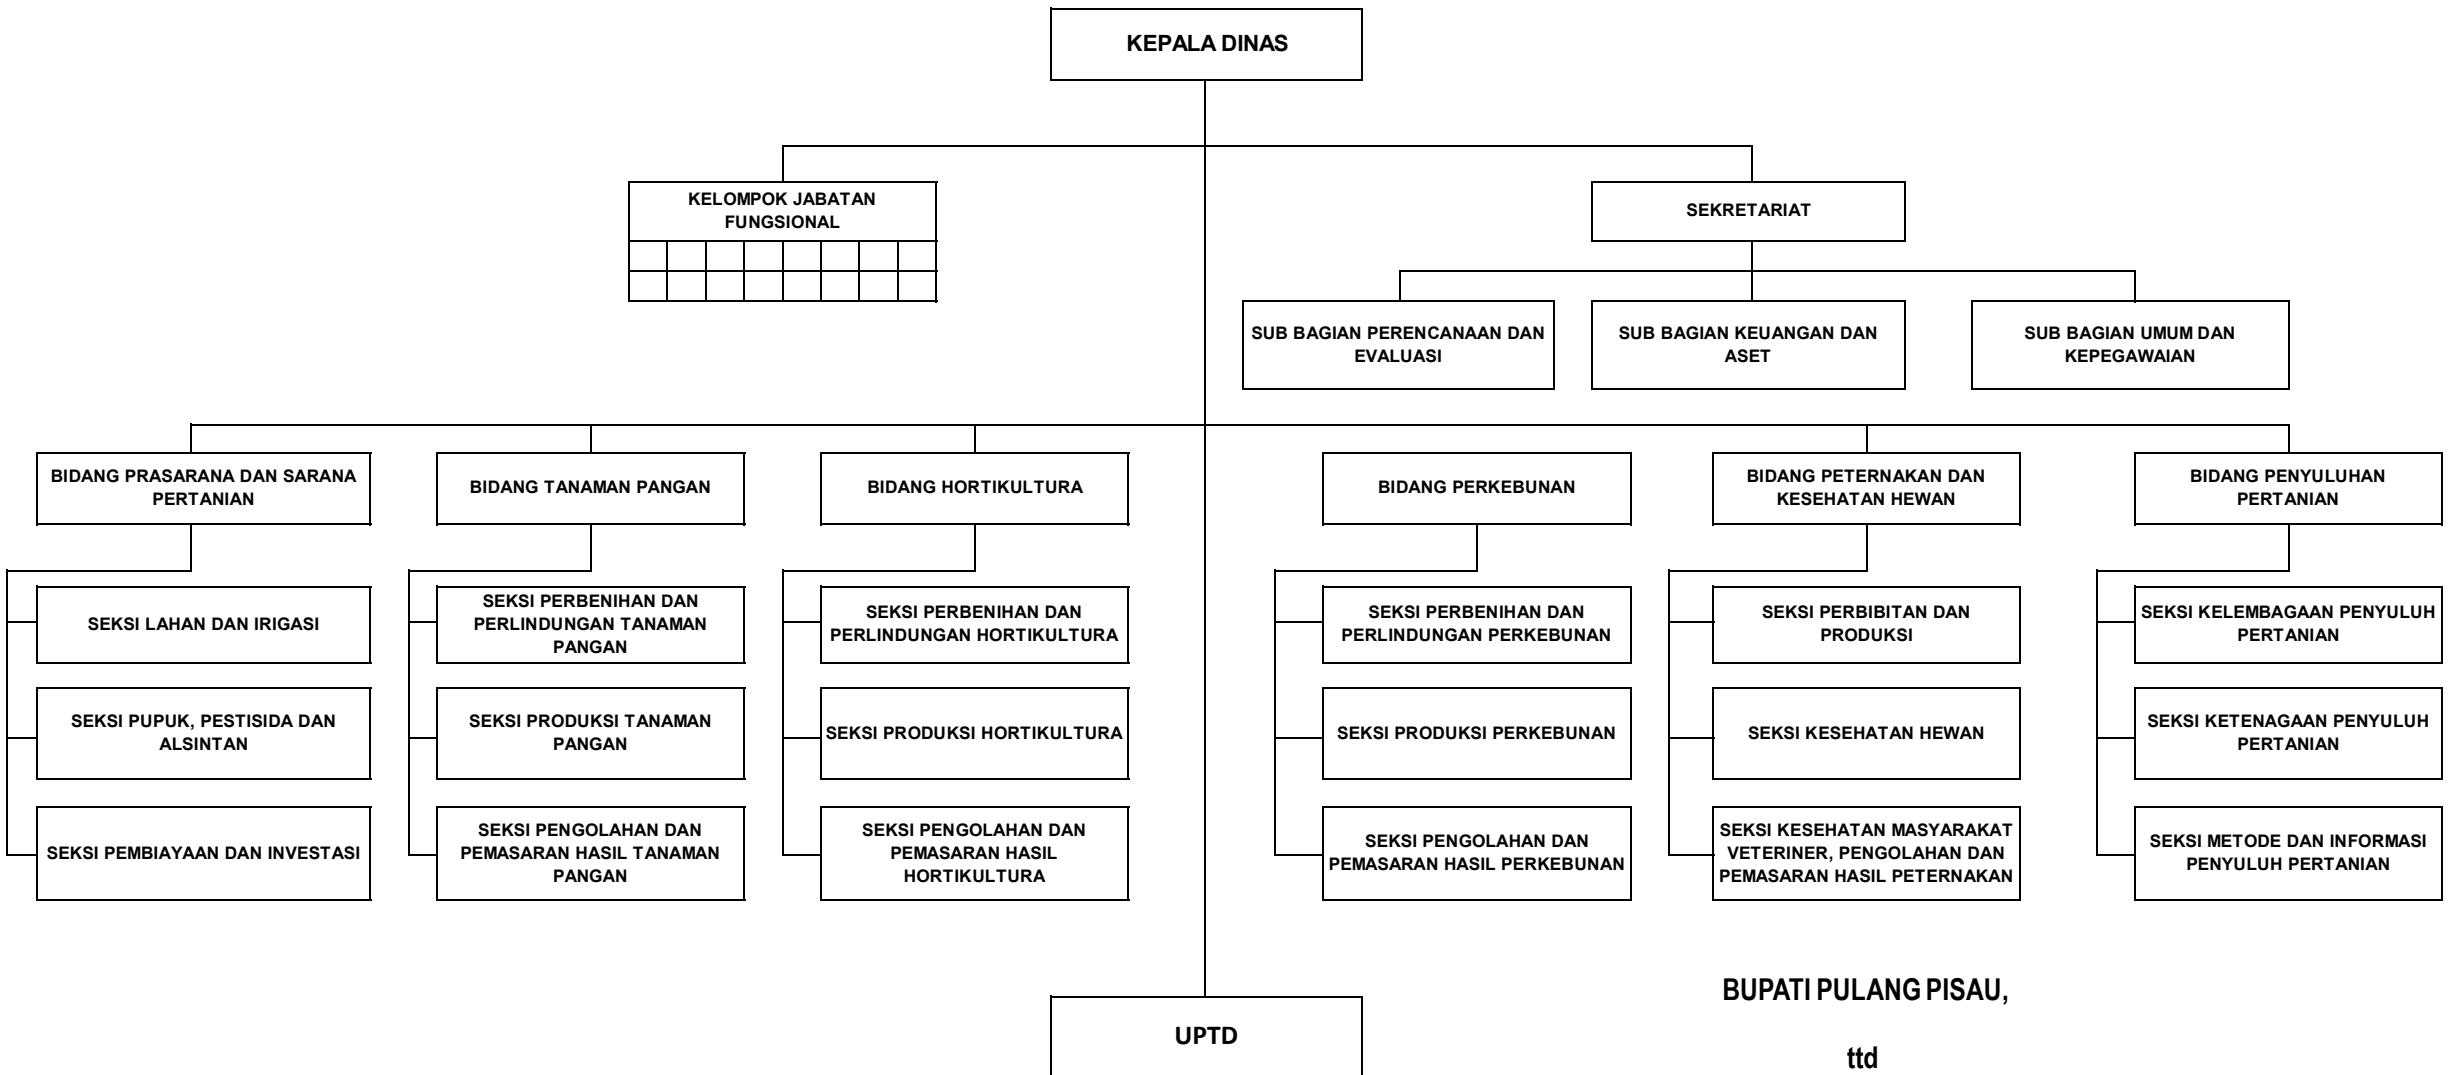 KEPALA DINAS
KELOMPOK JABATAN
FUNGSIONAL
SEKRETARIAT
SUB BAGIAN PERENCANAAN DAN
EVALUASI
SUB BAGIAN KEUANGAN DAN
ASET
SUB BAGIAN UMUM DAN
KEPEGAWAIAN
BIDANG PRASARANA DAN SARANA
PERTANIAN
BIDANG TANAMAN PANGAN
BIDANG HORTIKULTURA
BIDANG PERKEBUNAN
BIDANG PETERNAKAN DAN
KESEHATAN HEWAN
BIDANG PENYULUHAN
PERTANIAN
SEKSI LAHAN DAN IRIGASI
SEKSI PERBENIHAN DAN
PERLINDUNGAN TANAMAN
PANGAN
SEKSI PERBENIHAN DAN
PERLINDUNGAN HORTIKULTURA
SEKSI PERBENIHAN DAN
PERLINDUNGAN PERKEBUNAN
SEKSI PERBIBITAN DAN
PRODUKSI
SEKSI KELEMBAGAAN PENYULUH
PERTANIAN
SEKSI PUPUK, PESTISIDA DAN
ALSINTAN
SEKSI PRODUKSI TANAMAN
PANGAN
SEKSI PRODUKSI HORTIKULTURA
SEKSI PRODUKSI PERKEBUNAN
SEKSI KESEHATAN HEWAN
SEKSI KETENAGAAN PENYULUH
PERTANIAN
SEKSI PEMBIAYAAN DAN INVESTASI
SEKSI PENGOLAHAN DAN
PEMASARAN HASIL TANAMAN
PANGAN
SEKSI PENGOLAHAN DAN
PEMASARAN HASIL
HORTIKULTURA
SEKSI PENGOLAHAN DAN
PEMASARAN HASIL PERKEBUNAN
SEKSI KESEHATAN MASYARAKAT
VETERINER, PENGOLAHAN DAN
PEMASARAN HASIL PETERNAKAN
SEKSI METODE DAN INFORMASI
PENYULUH PERTANIAN
UPTD
BUPATI PULANG PISAU,
ttd